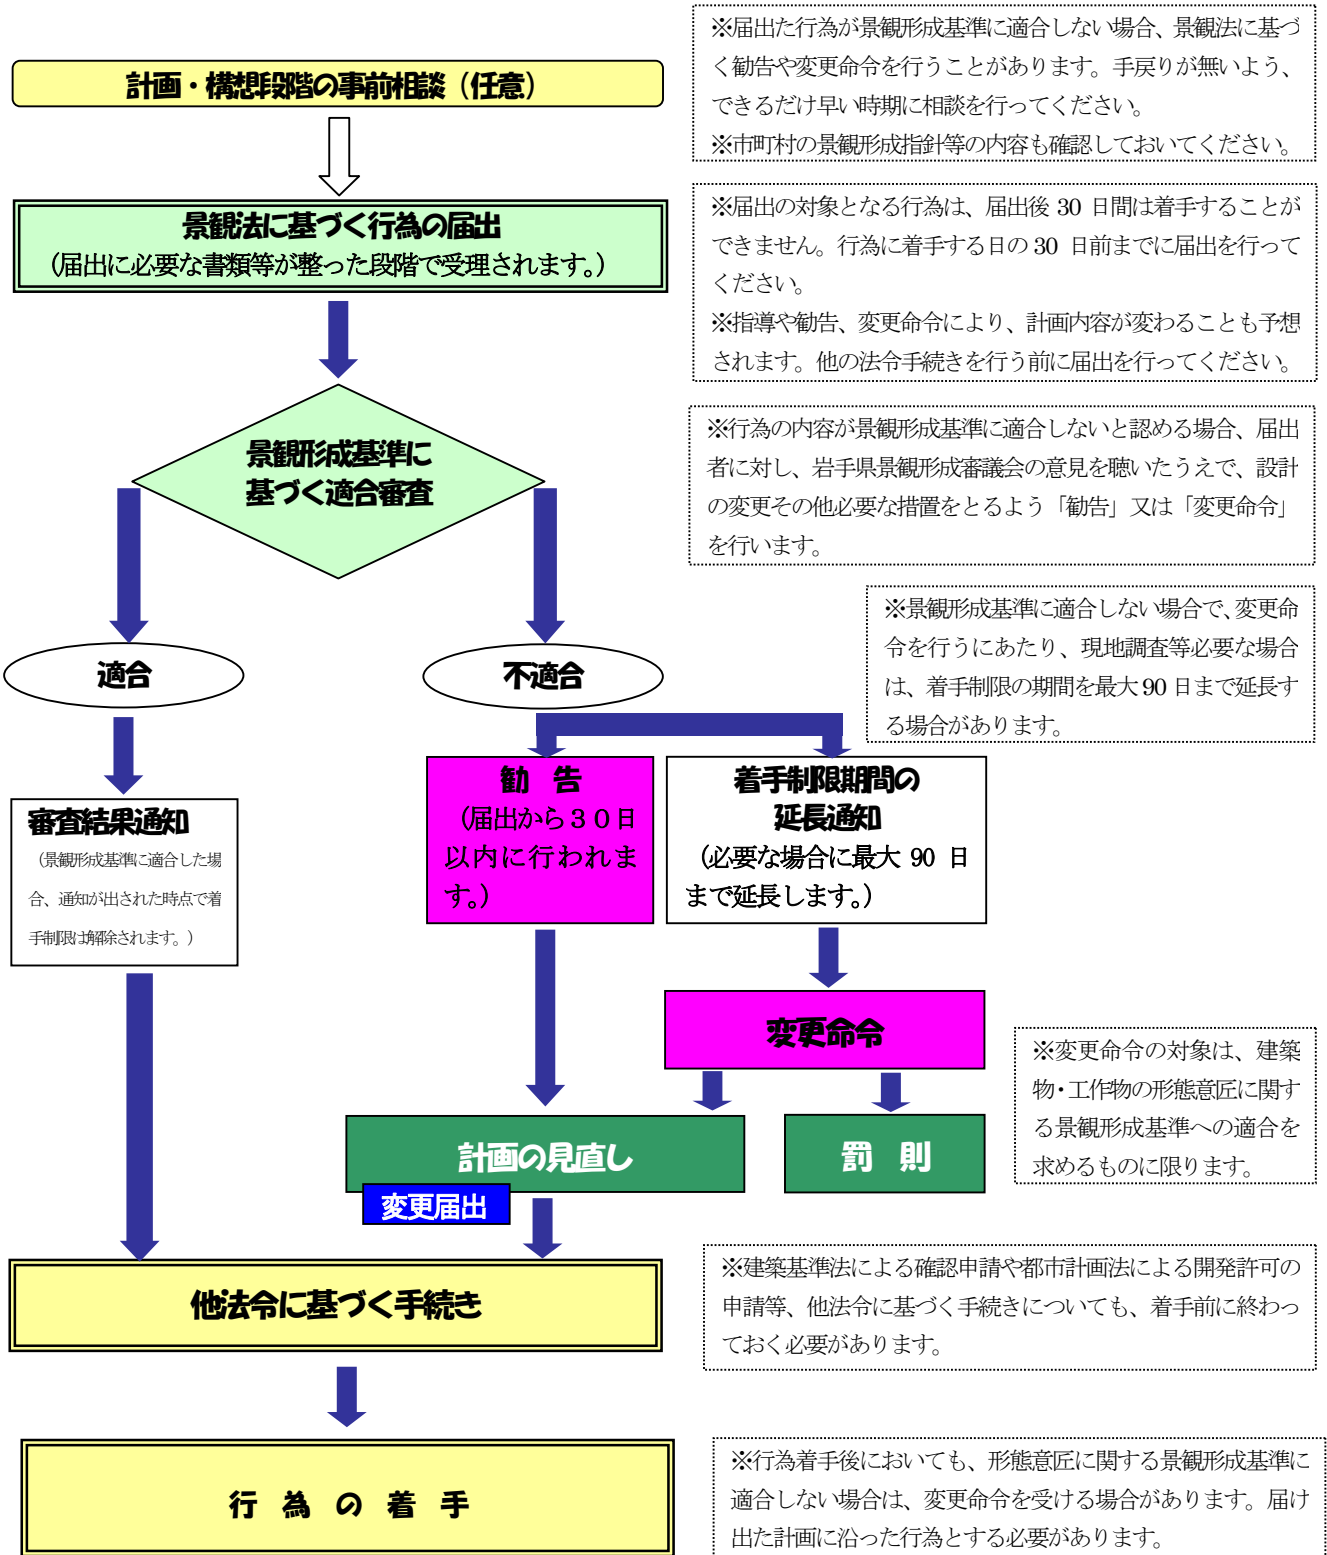 ※届出た行為が景観形成基準に適合しない場合、景観法に基づ
く勧告や変更命令を行うことがあります。手戻りが無いよう、
できるだけ早い時期に相談を行ってください。
※市町村の景観形成指針等の内容も確認しておいてください。
計画・構想段階の事前相談（任意）
景観法に基づく行為の届出
（届出に必要な書類等が整った段階で受理されます。）
※届出の対象となる行為は、届出後 30 日間は着手することが
できません。行為に着手する日の 30 日前までに届出を行って
ください。
※指導や勧告、変更命令により、計画内容が変わることも予想
されます。他の法令手続きを行う前に届出を行ってください。
景観形成基準に
基づく適合審査
※行為の内容が景観形成基準に適合しないと認める場合、届出
者に対し、岩手県景観形成審議会の意見を聴いたうえで、設計
の変更その他必要な措置をとるよう「勧告」又は「変更命令」
を行います。
※景観形成基準に適合しない場合で、変更命
令を行うにあたり、現地調査等必要な場合
は、着手制限の期間を最大 90 日まで延長す
る場合があります。
適合
不適合
審査結果通知
（景観形成基準に適合した場
合、通知が出された時点で着
手制限は解除されます。）
勧 告
（届出から３０日
以内に行われま
す。）
着手制限期間の
延長通知
（必要な場合に最大 90 日
まで延長します。）
変更命令
※変更命令の対象は、建築
物・工作物の形態意匠に関す
る景観形成基準への適合を
求めるものに限ります。
計画の見直し
変更届出
罰 則
他法令に基づく手続き
※建築基準法による確認申請や都市計画法による開発許可の
申請等、他法令に基づく手続きについても、着手前に終わっ
ておく必要があります。
行 為 の 着 手
※行為着手後においても、形態意匠に関する景観形成基準に
適合しない場合は、変更命令を受ける場合があります。届け
出た計画に沿った行為とする必要があります。